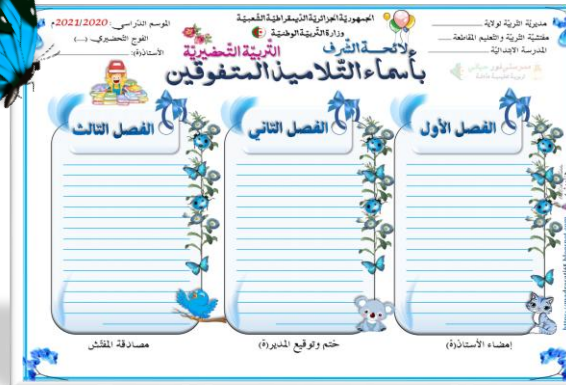 الجمهورية الجزائرية الديمقراطية الشعبية
وزارة التربية الوطنية
مديرية التربية لولاية
مفتشية التربية والتعليم المقاطعة
المدرسة الابتدائية
الموسم الدراسي: 2021/2020م
الفوج التحضيري (...)
الأستاذ(ة):
لائحة الشرف
التربية التحضيرية
بأسماء التلاميذ المتفوقين
الفصل الأول
الفصل الثاني
الفصل الثالث
إمضاء الأستاذ(ة)
ختم وتوقيع المدير(ة)
مصادقة المفتش